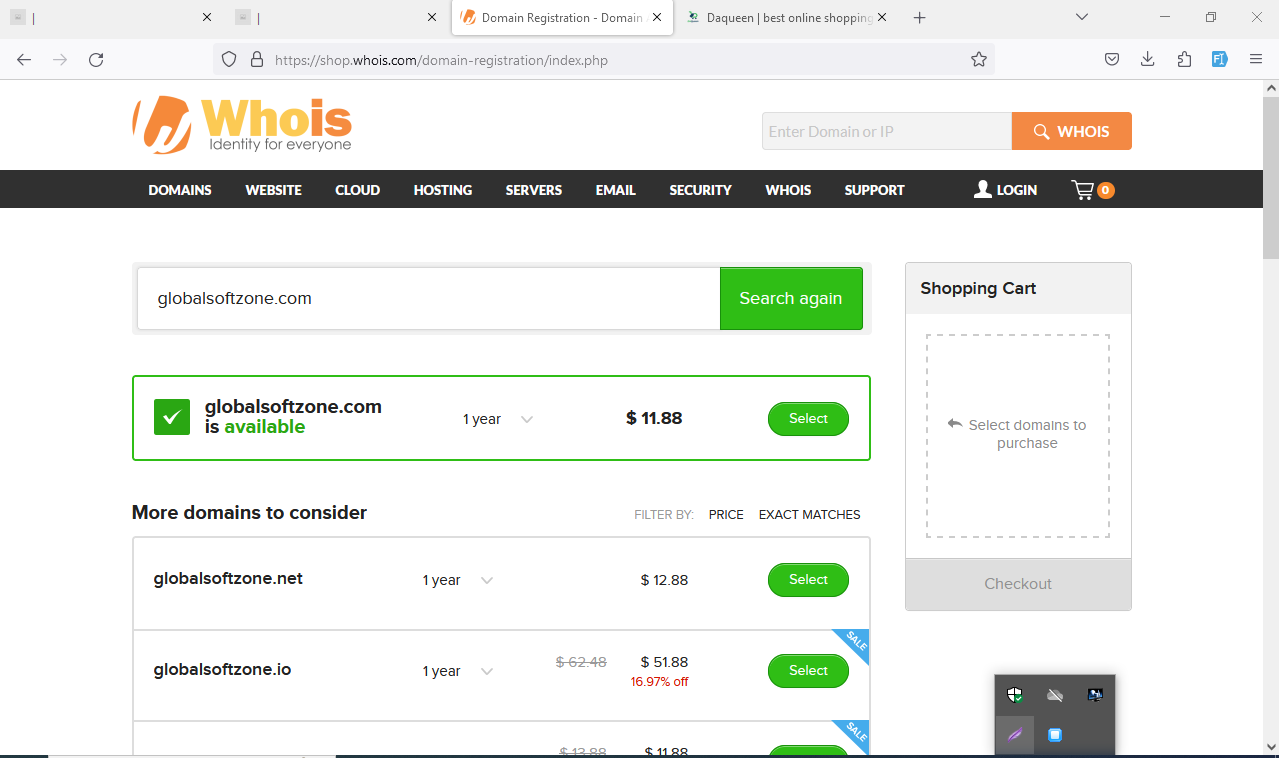 |
|
Domain Registration - Domain
Daqueen | best online shopping
https://shop.whois.com/domain-registration/index.php
Whois
Identity for everyone
Enter Domain or IP
WHOIS
DOMAINS WEBSITE CLOUD HOSTING SERVERS EMAIL SECURITY WHOIS SUPPORT LOGIN 0
globalsoftzone.com
Search again
Shopping Cart
globalsoftzone.com
is available
1 year
$ 11.88
Select
Select domains to
purchase
More domains to consider
FILTER BY: PRICE EXACT MATCHES
globalsoftzone.net
1 year
$ 12.88
Select
Checkout
SALE
globalsoftzone.io
1 year
$ 62.48
$ 51.88
16.97% off
Select
SALE
$ 13.88
$ 11.88